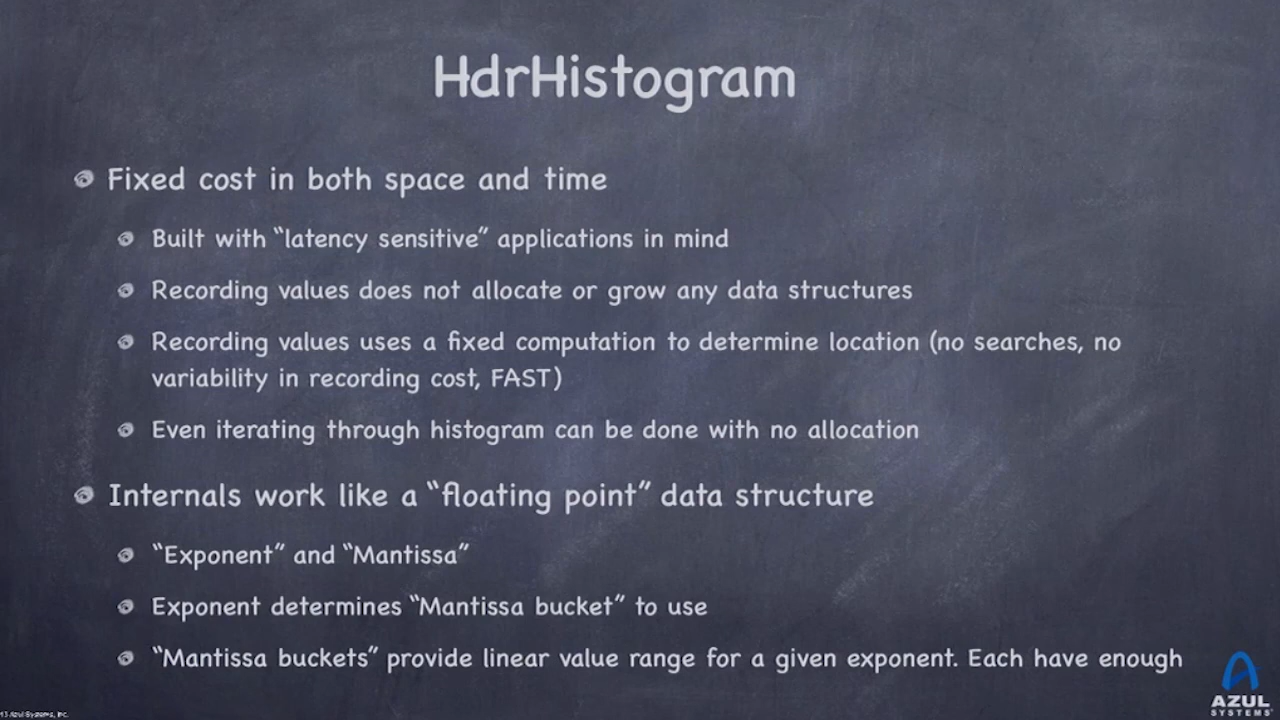 HdrHistogram
Fixed cost in both space and time
Built with “latency sensitive” applications in mind
Recording values does not allocate or grow any data structures
Recording values uses a fixed computation to determine location (no searches, no
variability in recording cost, FAST)
Even iterating through histogram can be done with no allocation
Internals work like a “floating point” data structure
“Exponent” and “Mantissa”
Exponent determines “Mantissa bucket” to use
“Mantissa buckets” provide linear value range for a given exponent. Each have enough
AZUL
SYSTEMS
13 Azul Systems, Inc.